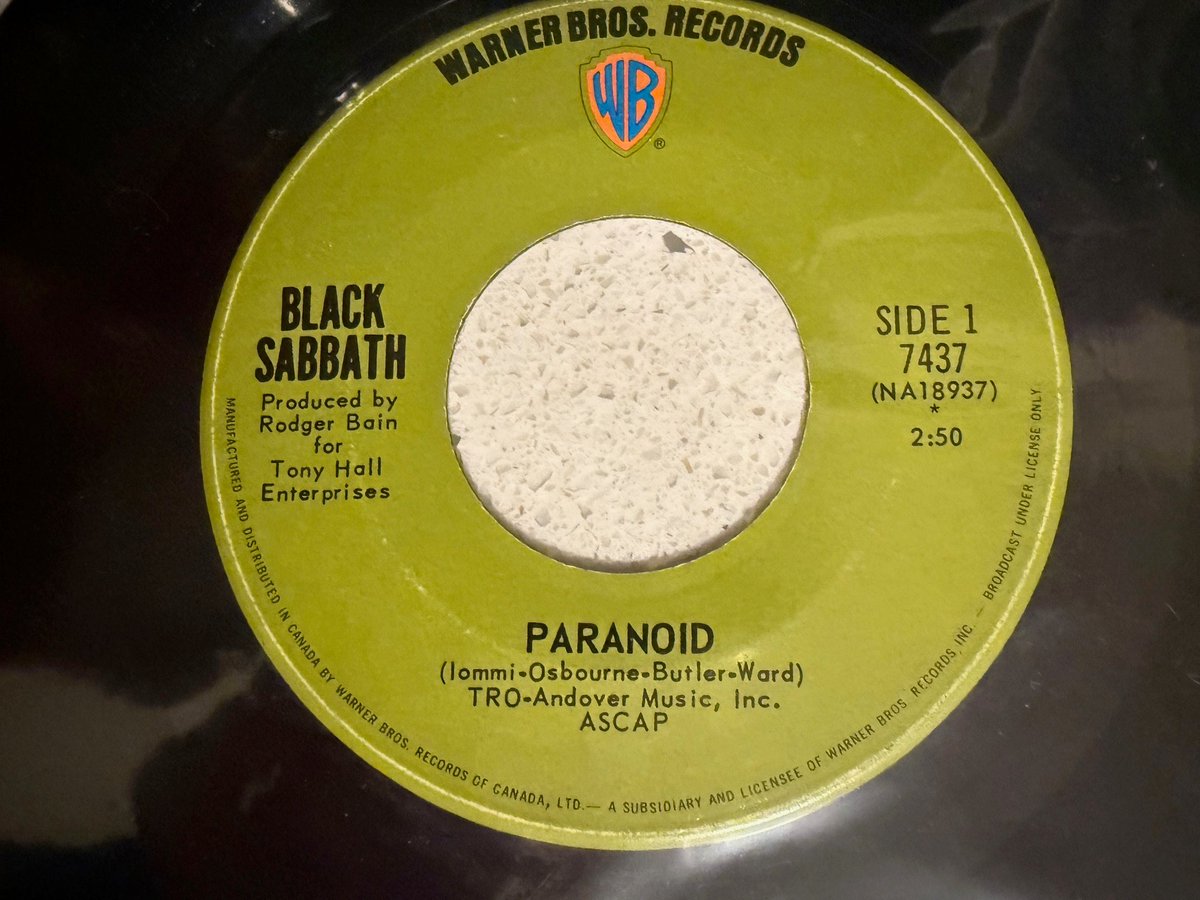 WARNER BROS. RECORDS
WB
®
BLACK
SABBATH
Produced by
Rodger Bain
for
Tony Hall
Enterprises
SIDE 1
7437
(NA18937)
*
2:50
PARANOID
(Iommi-Osbourne-Butler-Ward)
TRO-Andover Music, Inc.
ASCAP
MANUFACTURED AND DISTRIBUTED IN CANADA BY WARNER BROS. RECORDS OF CANADA, LTD.— A SUBSIDIARY AND LICENSEE OF WARNER BROS. RECORDS, INC. — BROADCAST UNDER LICENSE ONLY.